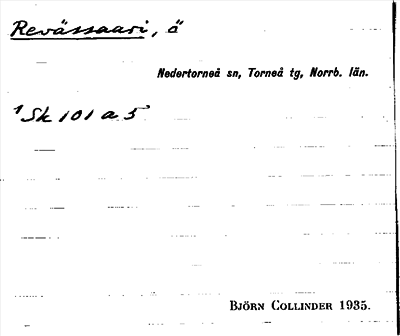 Revässaari, ö
Nedertorneå sn, Torneå tg, Norrb. län.
1 Sk 101 a 5
BJÖRN COLLINDER 1935.